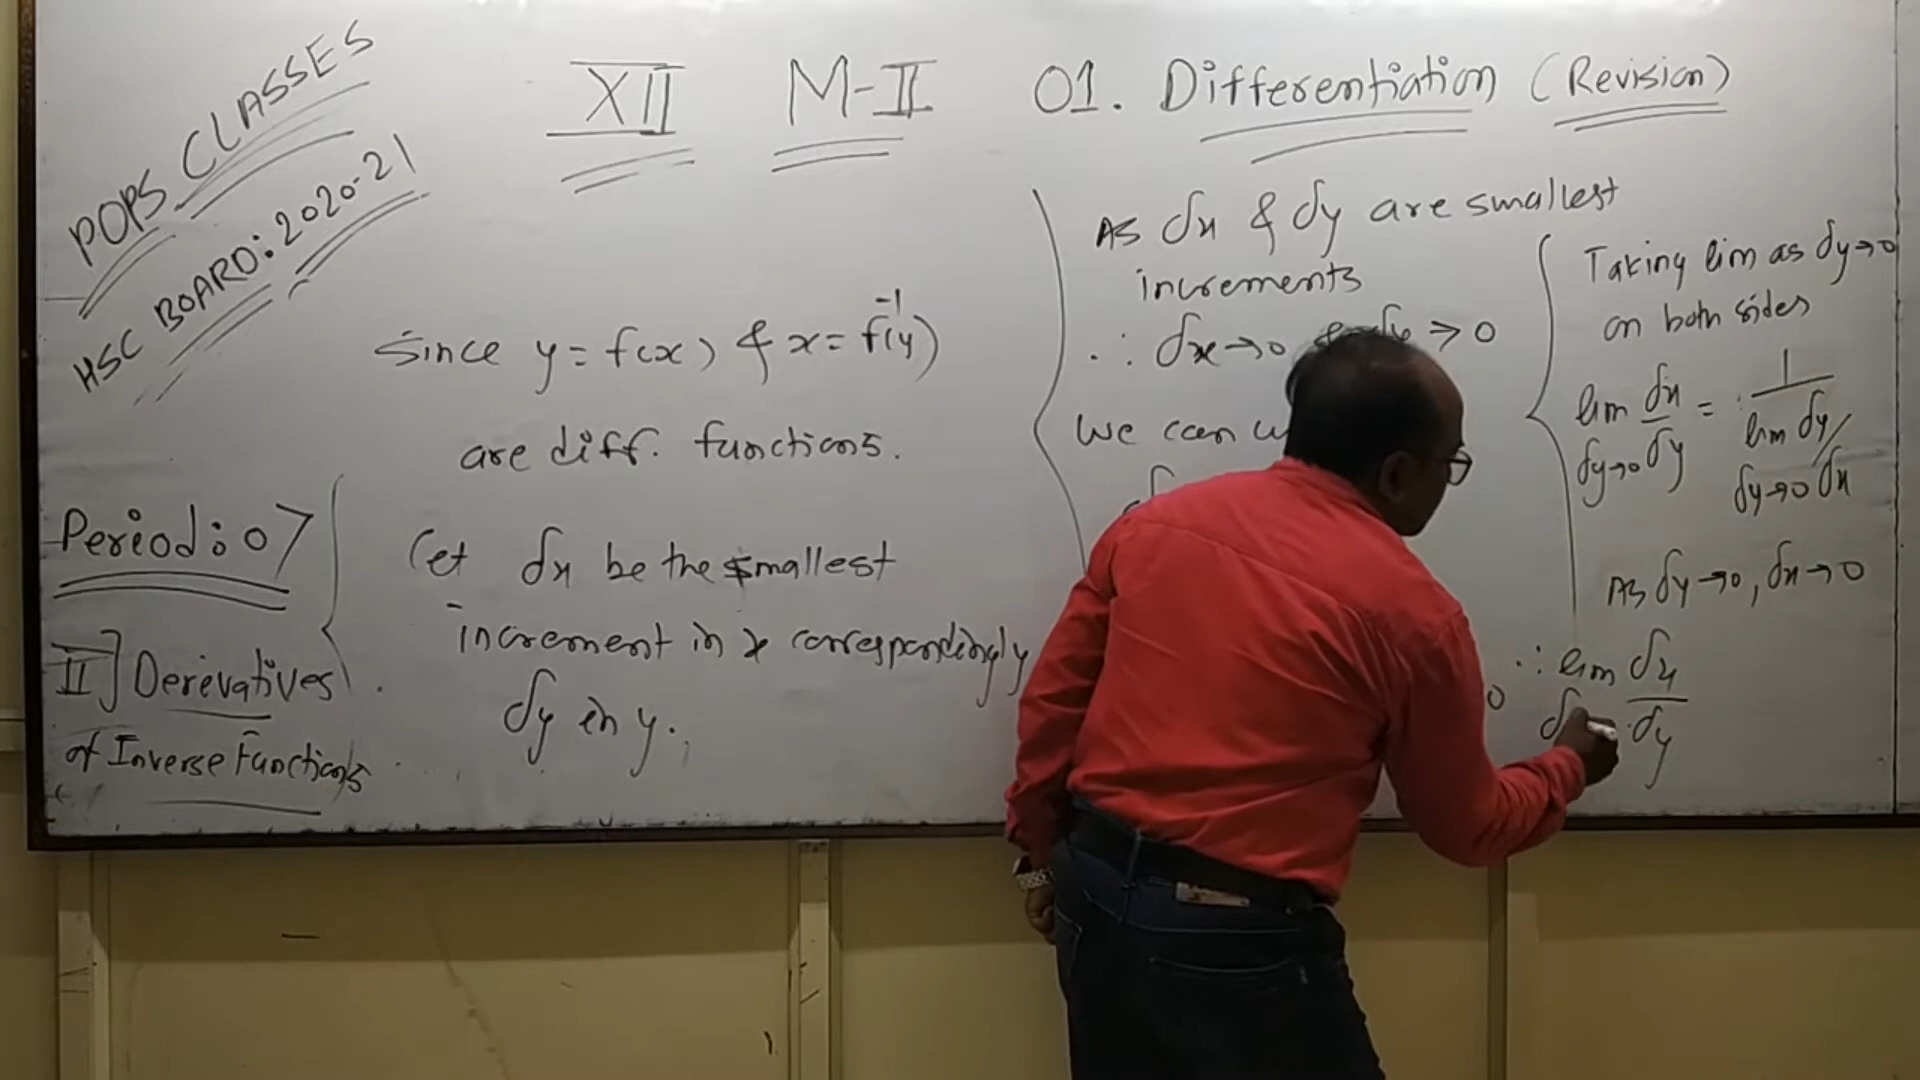 POPS CLASSES
HSC BOARD: 2020-21
XII M-II 01. Differentiation (Revision)
Period: 07
II] Derevatives
of Inverse Functions
Since y = f(x) & x = f⁻¹(y)
are diff. functions.
Let δx be the smallest
increment in x correspondingly
δy in y.
As δx & δy are smallest
increments
∴ δx → 0 δy → 0
We can
Taking lim as δy → 0
on both sides
lim δx/δy = 1/(lim δy/δx)
δy→0 δy→0
As δy → 0, δx → 0
∴ lim δx/δy